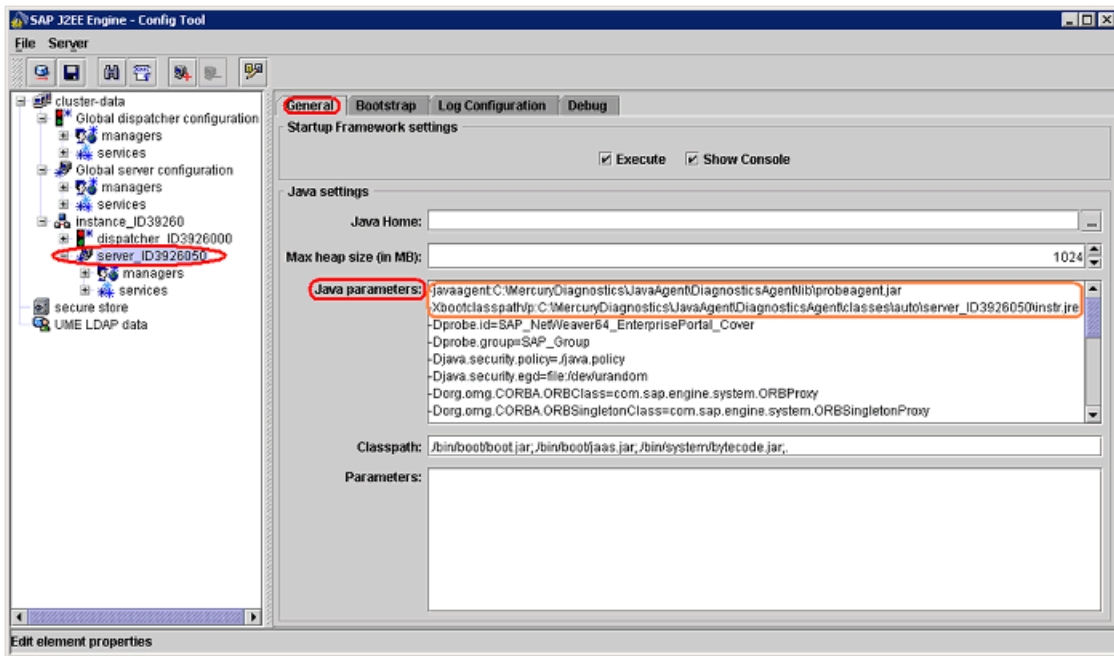 SAP J2EE Engine - Config Tool
File Server
cluster-data
Global dispatcher configuration
managers
services
Global server configuration
managers
services
instance_ID39260
dispatcher_ID3926000
server_ID3926050
managers
services
secure store
UME LDAP data
General Bootstrap Log Configuration Debug
Startup Framework settings
Execute Show Console
Java settings
Java Home: ...
Max heap size (in MB): 1024
Java parameters:
-javaagent:C:\MercuryDiagnostics\JavaAgent\DiagnosticsAgent\lib\probeagent.jar
-Xbootclasspath/p:C:\MercuryDiagnostics\JavaAgent\DiagnosticsAgent\classes\auto\server_ID3926050\instr.jre
-Dprobe.id=SAP_NetWeaver64_EnterprisePortal_Cover
-Dprobe.group=SAP_Group
-Djava.security.policy=./java.policy
-Djava.security.egd=file:/dev/urandom
-Dorg.omg.CORBA.ORBClass=com.sap.engine.system.ORBProxy
-Dorg.omg.CORBA.ORBSingletonClass=com.sap.engine.system.ORBSingletonProxy
Classpath: ./bin/boot/boot.jar;./bin/boot/jaas.jar;./bin/system/bytecode.jar;.
Parameters:
Edit element properties